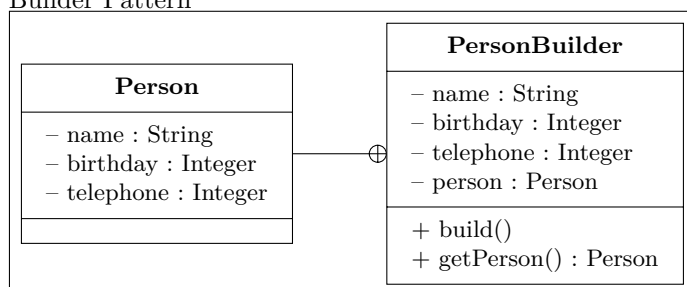 Builder Pattern
Person
– name : String
– birthday : Integer
– telephone : Integer
PersonBuilder
– name : String
– birthday : Integer
– telephone : Integer
– person : Person
+ build()
+ getPerson() : Person